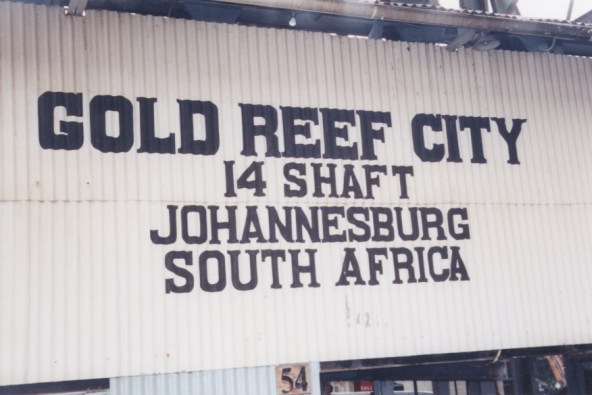 GOLD REEF CITY
14 SHAFT
JOHANNESBURG
SOUTH AFRICA
54